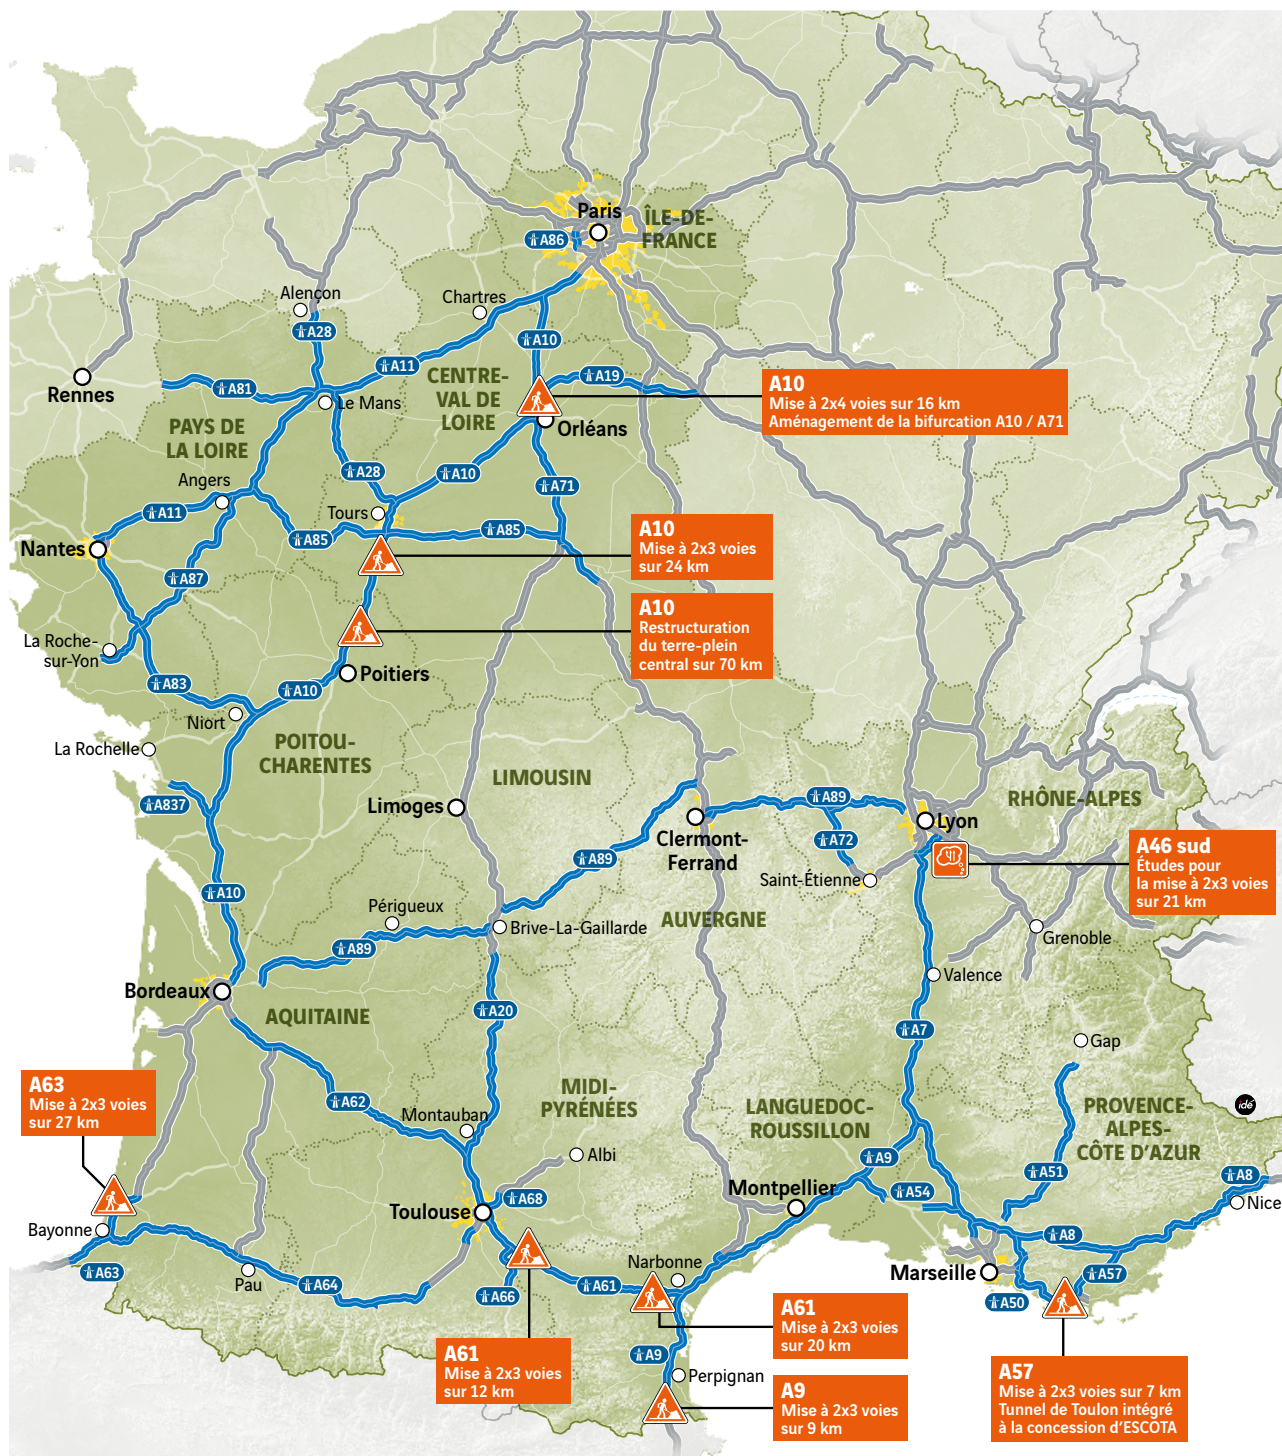 Paris
ÎLE-DE-
FRANCE
A86
Alençon
Chartres
A28
A10
A11
Rennes
A81
CENTRE-
VAL DE
LOIRE
A19
A10
Mise à 2x4 voies sur 16 km
Aménagement de la bifurcation A10 / A71
Le Mans
Orléans
PAYS DE
LA LOIRE
A28
A10
Angers
A71
A11
Tours
A85
A85
Nantes
A10
Mise à 2x3 voies
sur 24 km
A87
A10
Restructuration
du terre-plein
central sur 70 km
La Roche-
sur-Yon
Poitiers
A83
A10
Niort
La Rochelle
POITOU-
CHARENTES
LIMOUSIN
RHÔNE-ALPES
A837
Limoges
A89
Lyon
Clermont-
Ferrand
A72
A46 sud
Études pour
la mise à 2x3 voies
sur 21 km
A89
Saint-Étienne
A10
Périgueux
AUVERGNE
Brive-La-Gaillarde
Grenoble
A89
Valence
Bordeaux
AQUITAINE
A20
A7
Gap
A63
Mise à 2x3 voies
sur 27 km
MIDI-
PYRÉNÉES
A62
Montauban
LANGUEDOC-
ROUSSILLON
PROVENCE-
ALPES-
CÔTE D'AZUR
idé
Albi
A9
A51
A8
A68
Montpellier
A54
Nice
Toulouse
Bayonne
A8
Narbonne
A63
Pau
A64
A66
A61
Marseille
A57
A50
A61
Mise à 2x3 voies
sur 20 km
A61
Mise à 2x3 voies
sur 12 km
A9
Perpignan
A57
Mise à 2x3 voies sur 7 km
Tunnel de Toulon intégré
à la concession d'ESCOTA
A9
Mise à 2x3 voies
sur 9 km